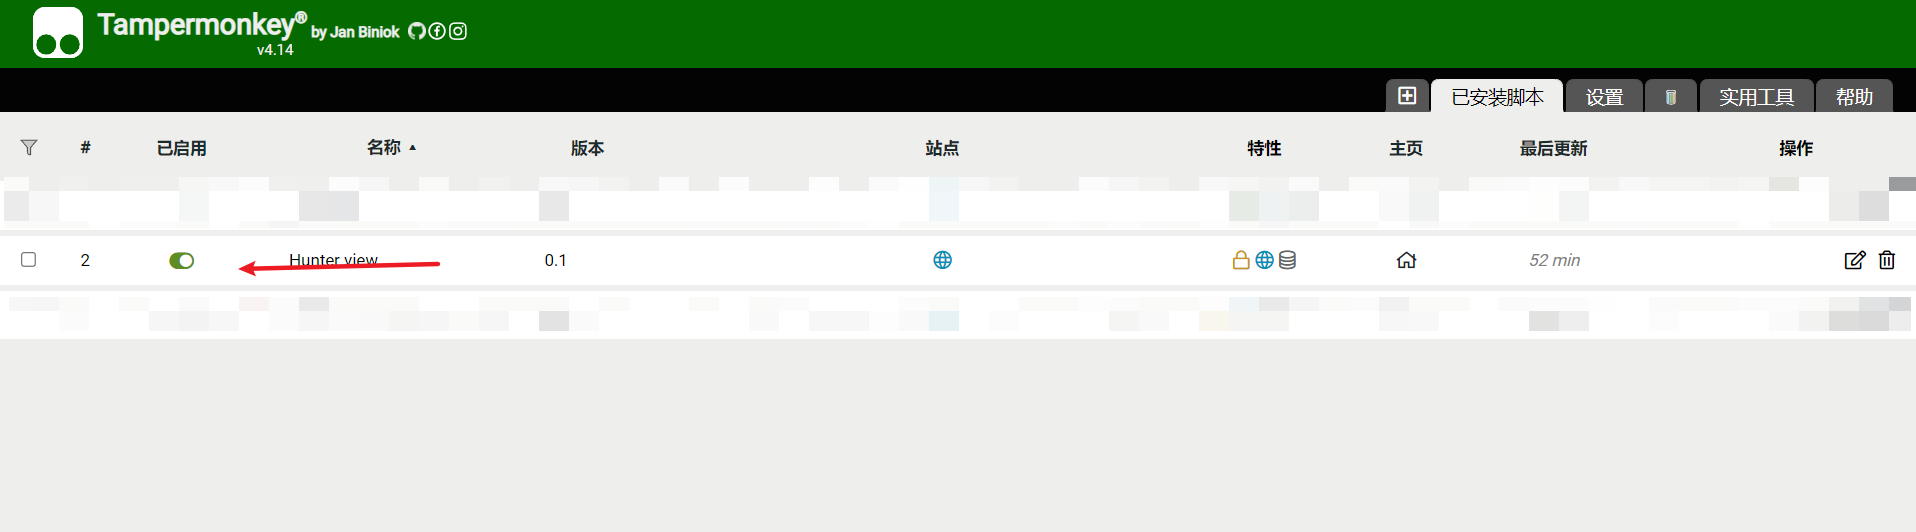 Tampermonkey® by Jan Biniok
v4.14
已安装脚本 设置 实用工具 帮助
# 已启用 名称 ▲ 版本 站点 特性 主页 最后更新 操作
2 Hunter view 0.1 52 min